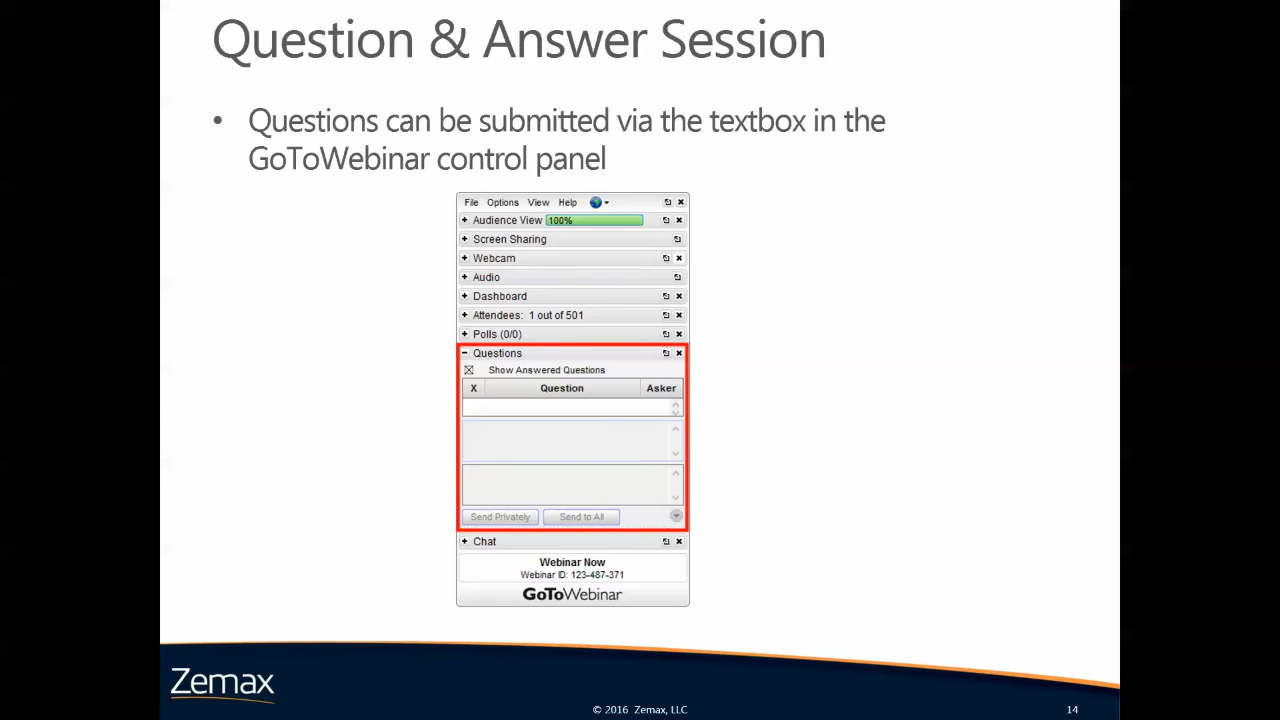 Question & Answer Session
• Questions can be submitted via the textbox in the
GoToWebinar control panel
File Options View Help
Audience View 100%
Screen Sharing
Webcam
Audio
Dashboard
Attendees: 1 out of 501
Polls (0/0)
Questions
Show Answered Questions
X Question Asker
Send Privately Send to All
Chat
Webinar Now
Webinar ID: 123-487-371
GoToWebinar
Zemax
© 2016 Zemax, LLC
14